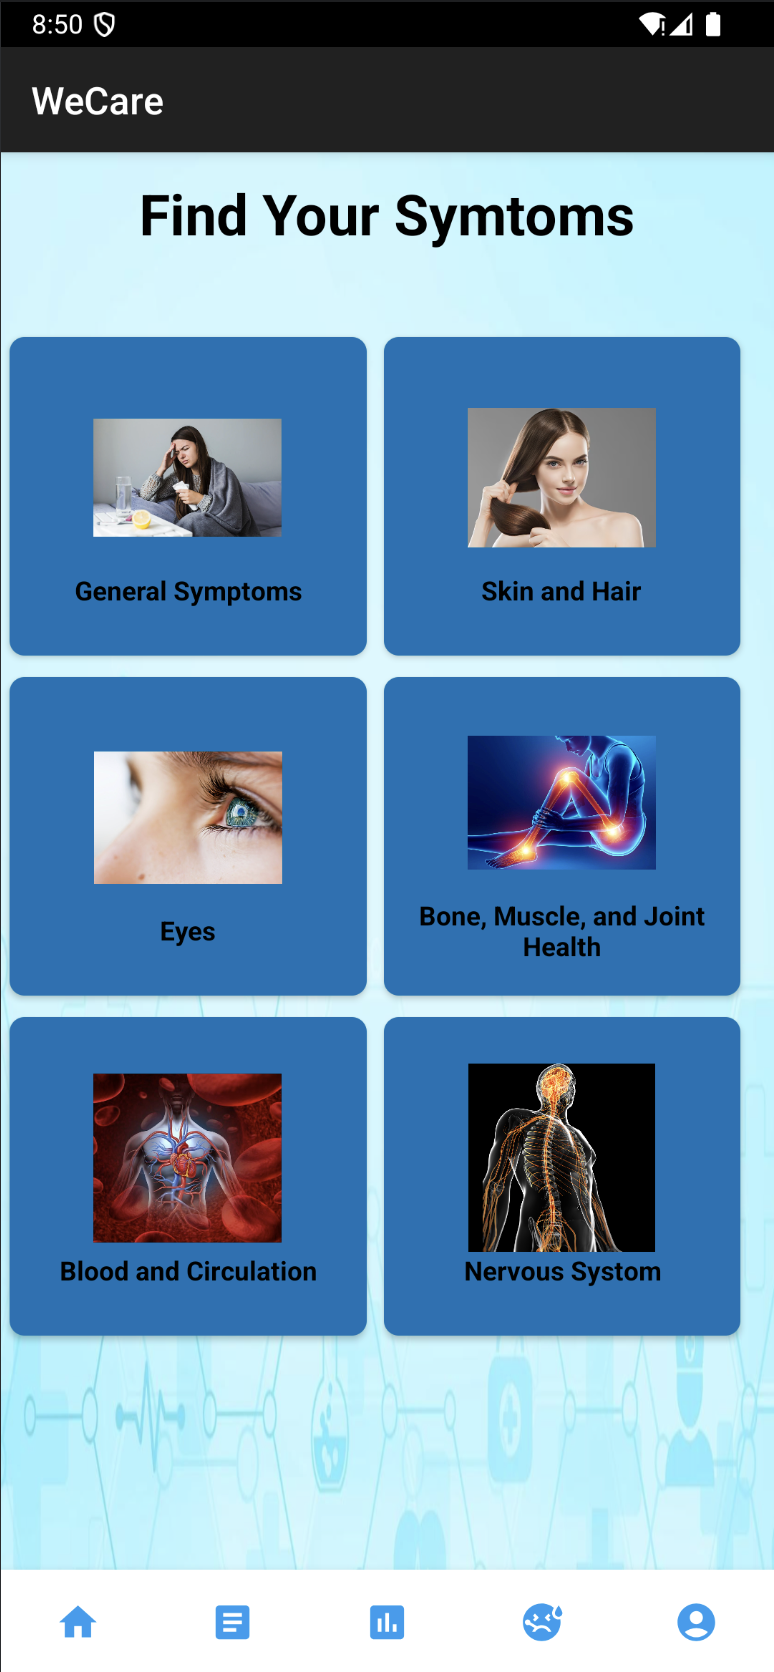 8:50
WeCare
Find Your Symtoms
General Symptoms
Skin and Hair
Eyes
Bone, Muscle, and Joint
Health
Blood and Circulation
Nervous Systom